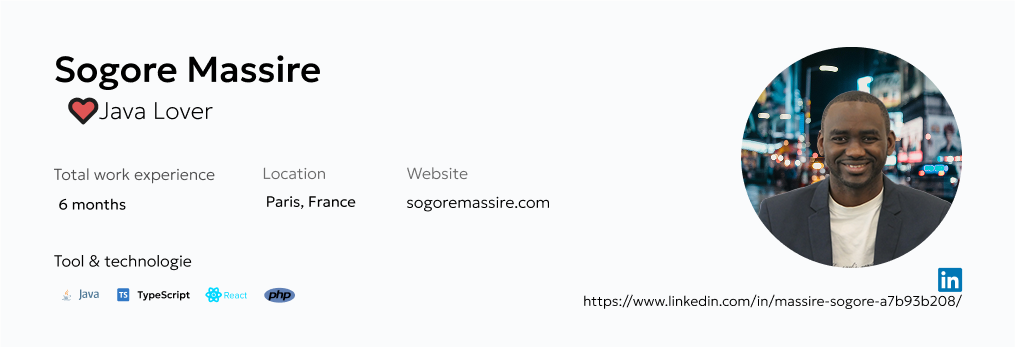 Sogore Massire
Java Lover
Total work experience
Location
Website
6 months
Paris, France
sogoremassire.com
Tool & technologie
Java
TS TypeScript
React
php
in
https://www.linkedin.com/in/massire-sogore-a7b93b208/